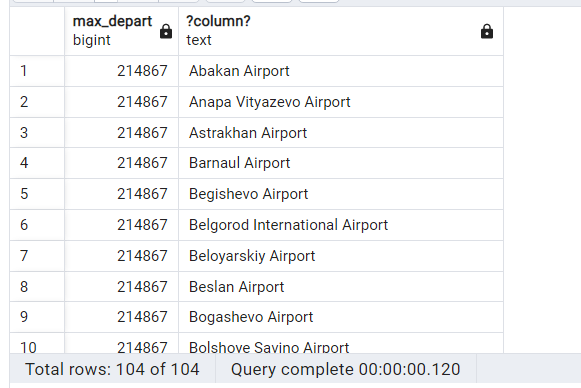 max_depart ?column?
bigint text
1 214867 Abakan Airport
2 214867 Anapa Vityazevo Airport
3 214867 Astrakhan Airport
4 214867 Barnaul Airport
5 214867 Begishevo Airport
6 214867 Belgorod International Airport
7 214867 Beloyarskiy Airport
8 214867 Beslan Airport
9 214867 Bogashevo Airport
10 214867 Bolshoye Savino Airport
Total rows: 104 of 104 Query complete 00:00:00.120